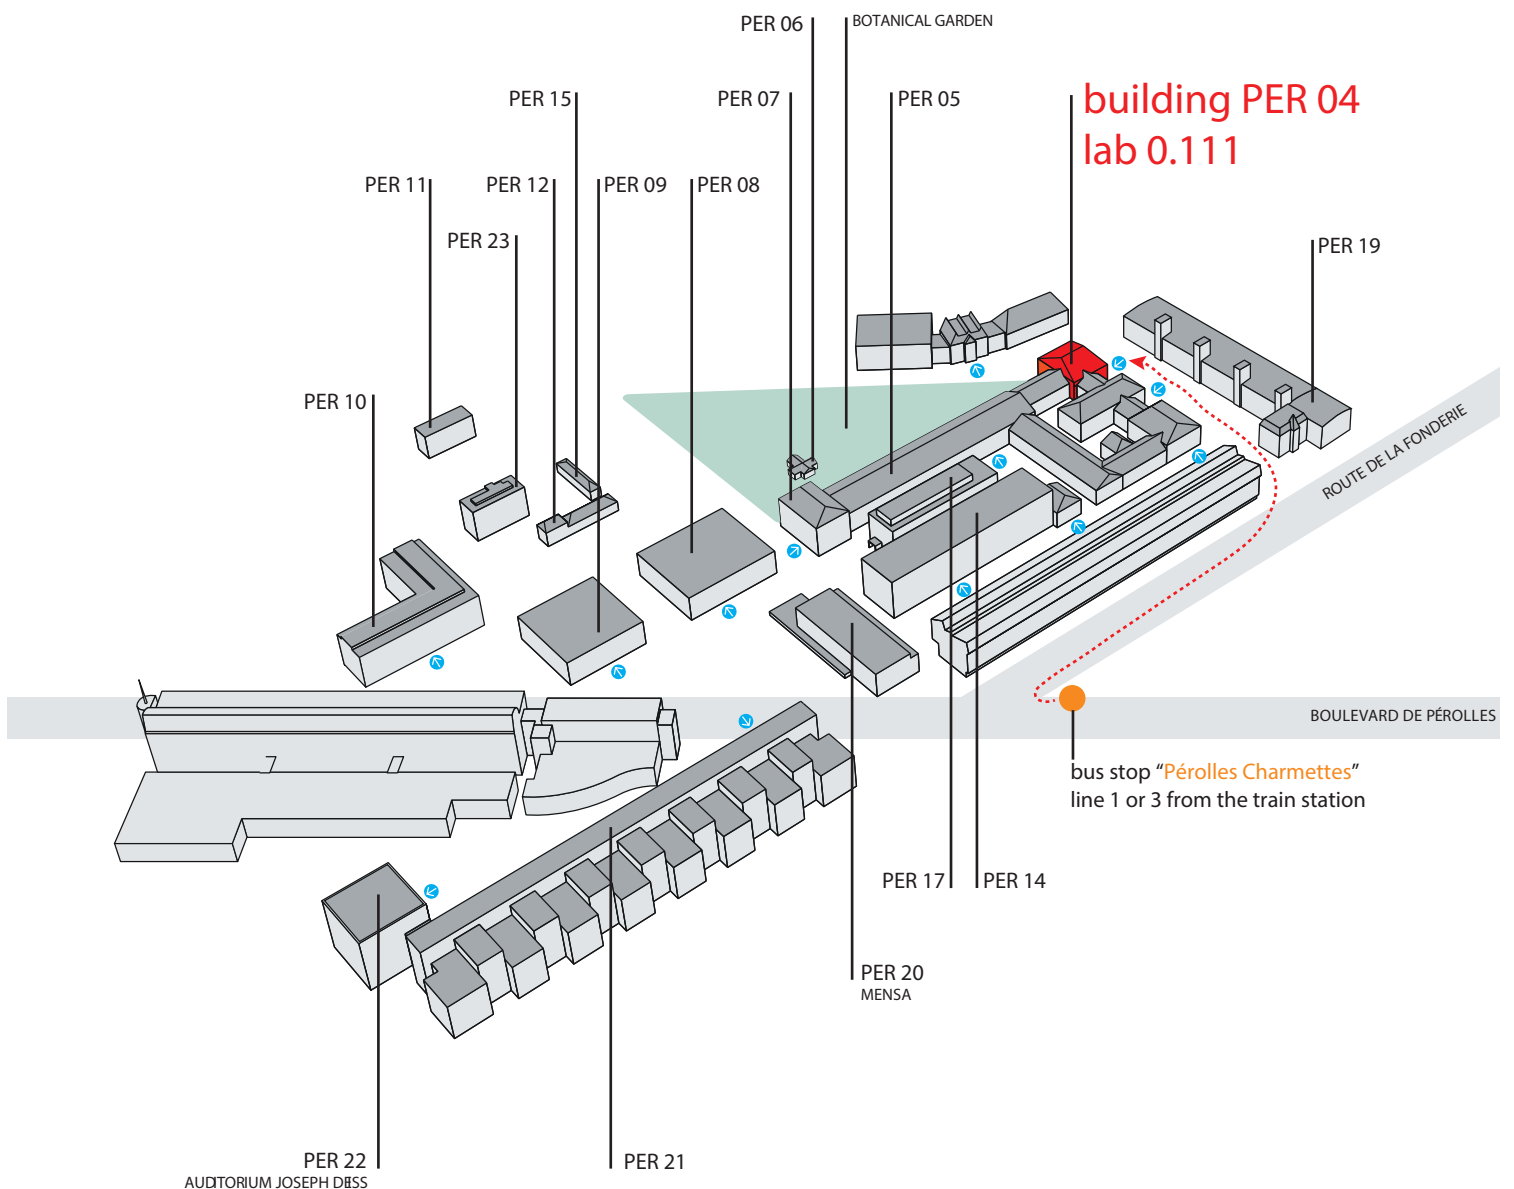 PER 06
BOTANICAL GARDEN
PER 15
PER 07
PER 05
building PER 04
lab 0.111
PER 11
PER 12
PER 09
PER 08
PER 23
PER 19
PER 10
ROUTE DE LA FONDERIE
BOULEVARD DE PÉROLLES
bus stop “Pérolles Charmettes”
line 1 or 3 from the train station
PER 17
PER 14
PER 20
MENSA
PER 22
AUDITORIUM JOSEPH DEISS
PER 21